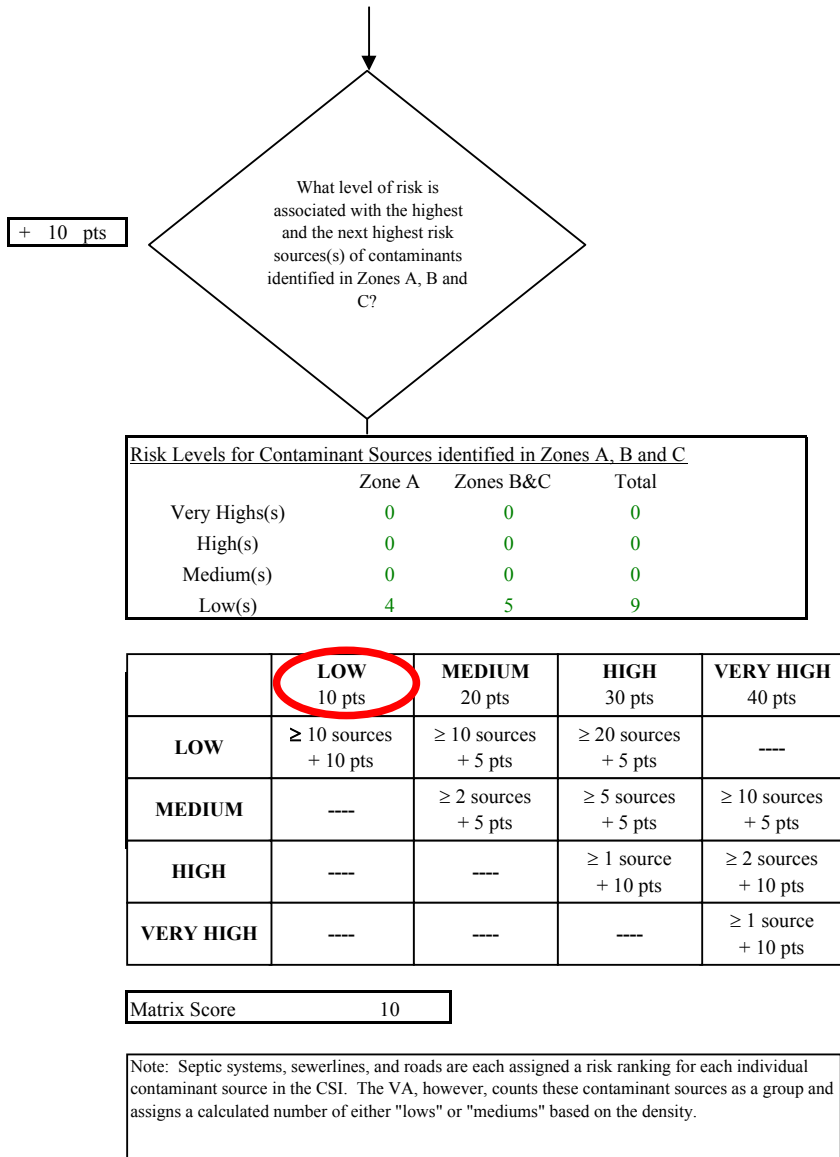 What level of risk is
associated with the highest
and the next highest risk
sources(s) of contaminants
identified in Zones A, B and
C?
+ 10 pts
Risk Levels for Contaminant Sources identified in Zones A, B and C
Zone A Zones B&C Total
Very Highs(s) 0 0 0
High(s) 0 0 0
Medium(s) 0 0 0
Low(s) 4 5 9
LOW MEDIUM HIGH VERY HIGH
10 pts 20 pts 30 pts 40 pts
LOW ≥ 10 sources + 10 pts ≥ 10 sources + 5 pts ≥ 20 sources + 5 pts ----
MEDIUM ---- ≥ 2 sources + 5 pts ≥ 5 sources + 5 pts ≥ 10 sources + 5 pts
HIGH ---- ---- ≥ 1 source + 10 pts ≥ 2 sources + 10 pts
VERY HIGH ---- ---- ---- ≥ 1 source + 10 pts
Matrix Score 10
Note: Septic systems, sewerlines, and roads are each assigned a risk ranking for each individual
contaminant source in the CSI. The VA, however, counts these contaminant sources as a group and
assigns a calculated number of either "lows" or "mediums" based on the density.